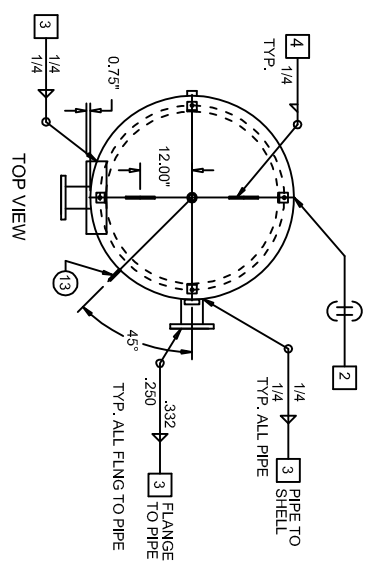 3
1/4
1/4
0.75"
12.00"
TYP.
1/4
4
2
1/4
1/4
3
PIPE TO
SHELL
TYP. ALL PIPE
.332
.250
3
FLANGE
TO PIPE
TYP. ALL FLNG TO PIPE
45°
13
TOP VIEW